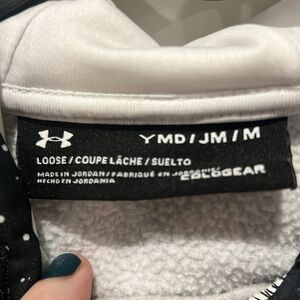 YMD / JM / M
LOOSE / COUPE LÂCHE / SUELTO
MADE IN JORDAN / FABRIQUÉ EN JORDANIE/
HECHO EN JORDANIA
COLDGEAR